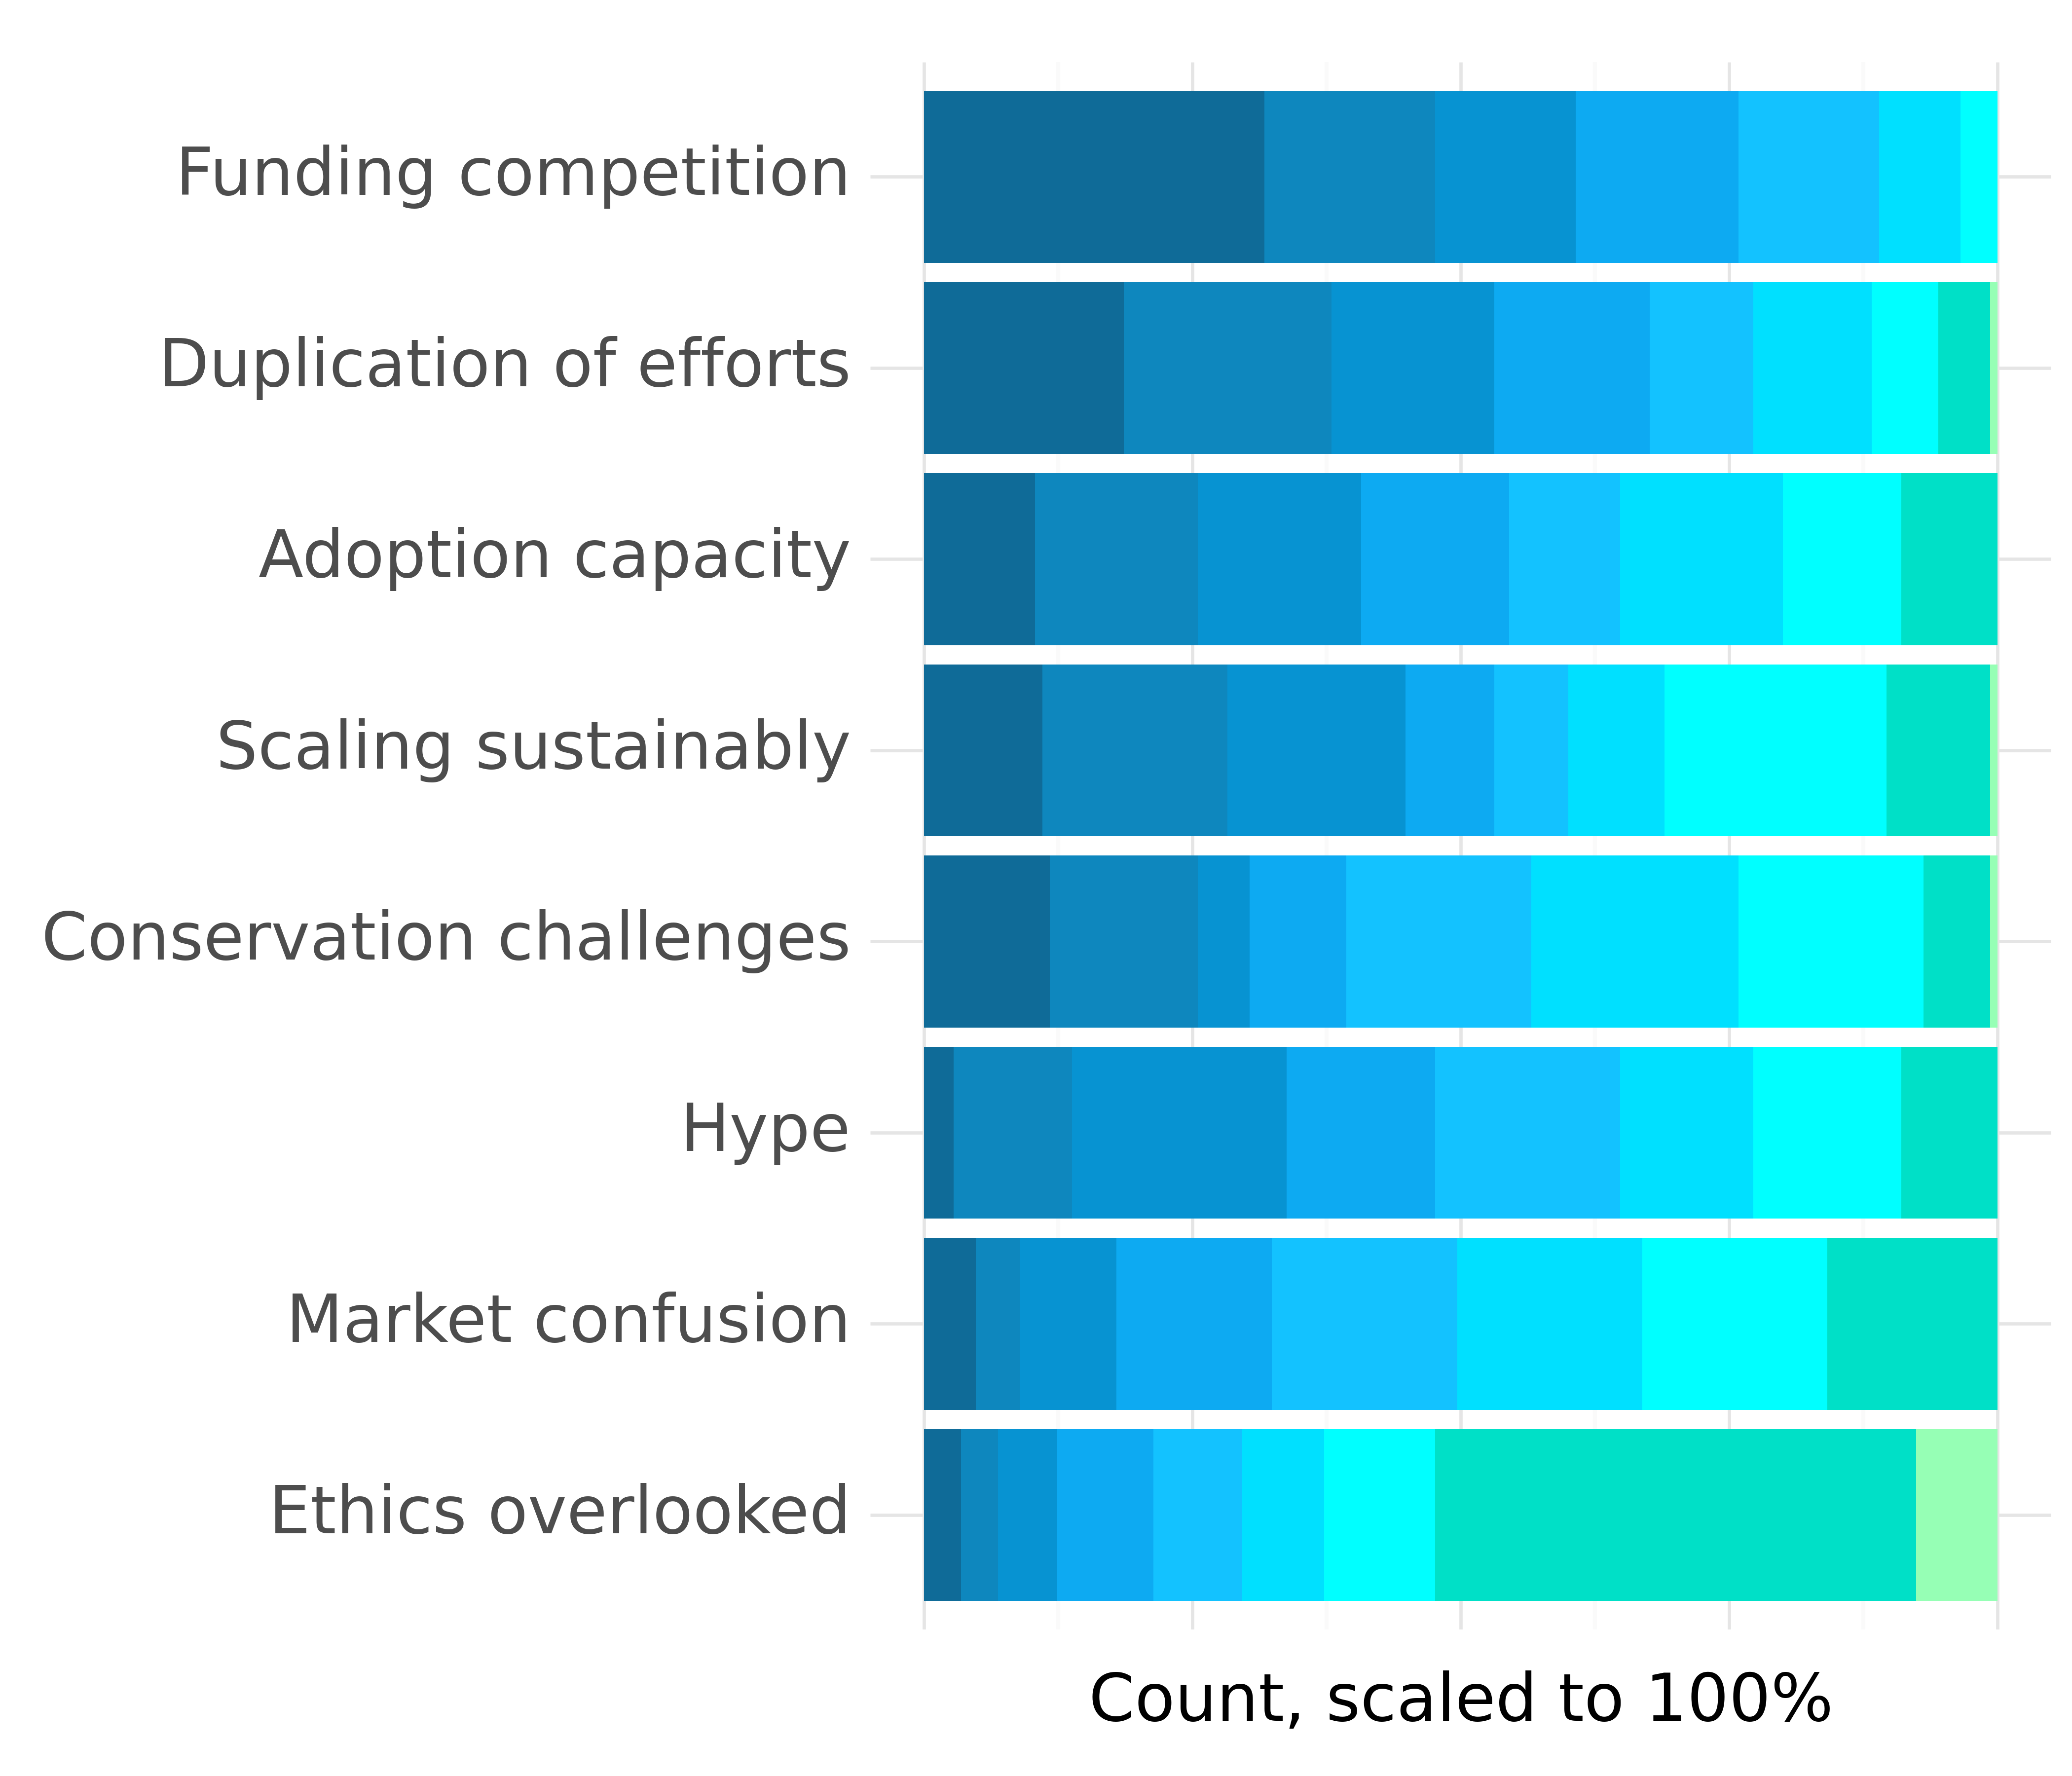 Funding competition
Duplication of efforts
Adoption capacity
Scaling sustainably
Conservation challenges
Hype
Market confusion
Ethics overlooked
Count, scaled to 100%